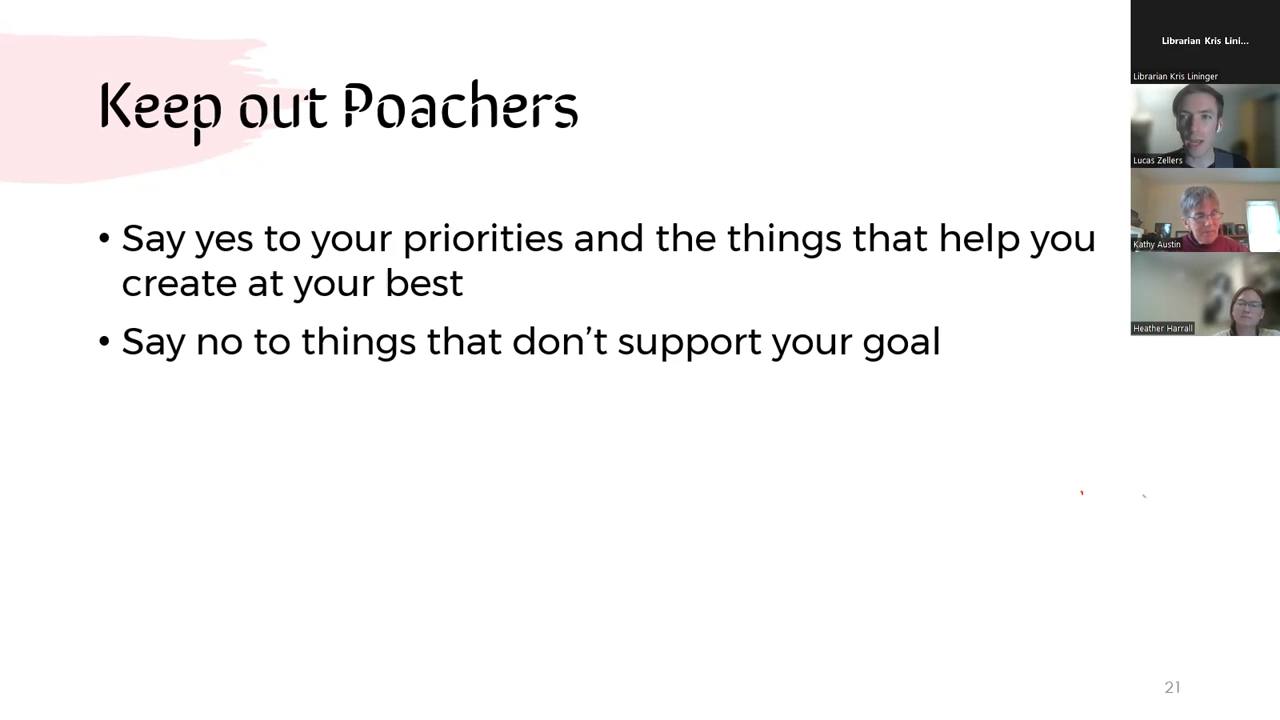 Keep out Poachers
• Say yes to your priorities and the things that help you
create at your best
• Say no to things that don’t support your goal
21
Librarian Kris Lini...
Librarian Kris Lininger
Lucas Zellers
Kathy Austin
Heather Harrall